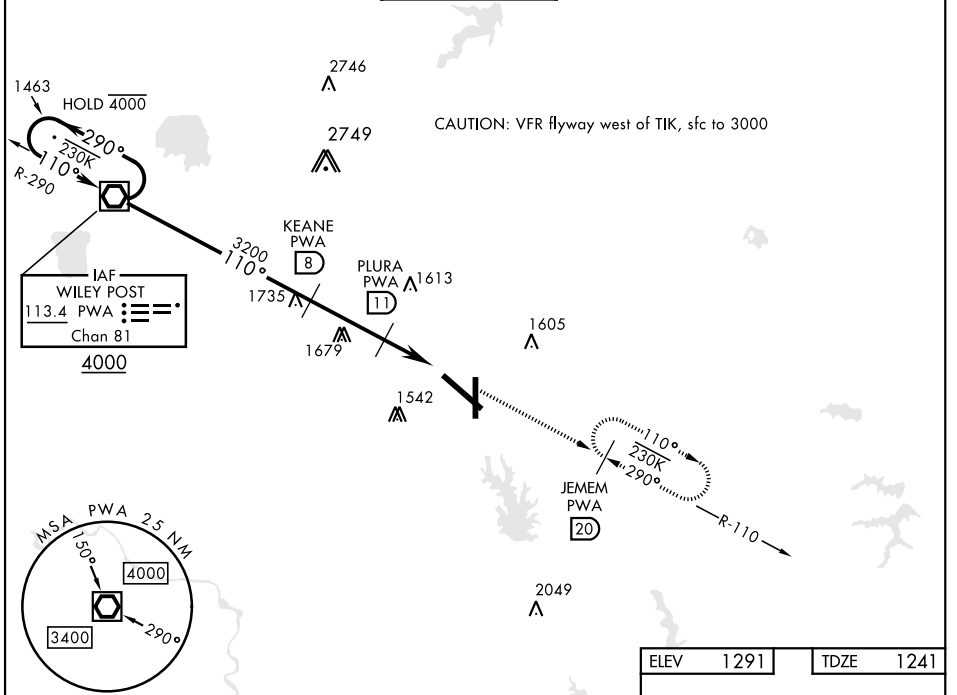 2746
1463
HOLD 4000
290°
230K
110°
R-290
2749
CAUTION: VFR flyway west of TIK, sfc to 3000
KEANE
PWA
8
3200
110°
PLURA
PWA
11
1613
1735
1679
IAF
WILEY POST
113.4 PWA
Chan 81
4000
1605
1542
110°
230K
290°
JEMEM
PWA
20
R-110
MSA PWA 25 NM
150°
4000
3400
290°
2049
ELEV 1291
TDZE 1241